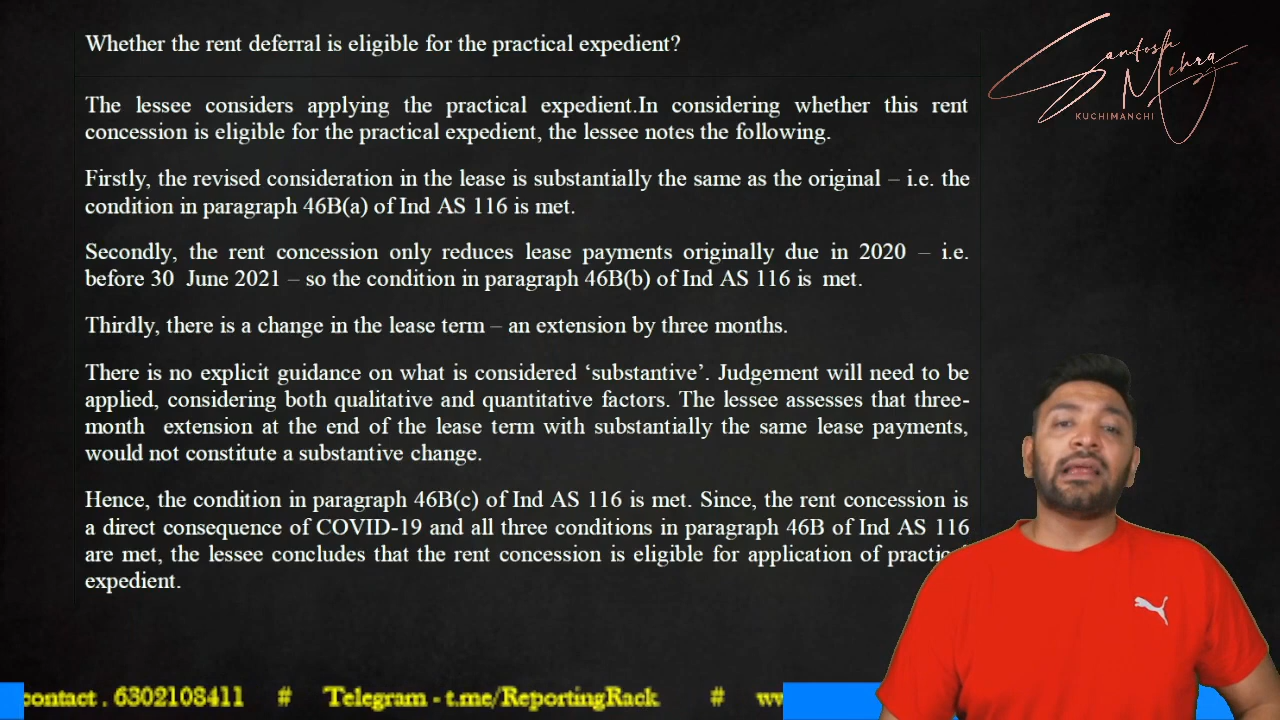 Whether the rent deferral is eligible for the practical expedient?
The lessee considers applying the practical expedient.In considering whether this rent
concession is eligible for the practical expedient, the lessee notes the following.
Firstly, the revised consideration in the lease is substantially the same as the original – i.e. the
condition in paragraph 46B(a) of Ind AS 116 is met.
Secondly, the rent concession only reduces lease payments originally due in 2020 – i.e.
before 30 June 2021 – so the condition in paragraph 46B(b) of Ind AS 116 is met.
Thirdly, there is a change in the lease term – an extension by three months.
There is no explicit guidance on what is considered ‘substantive’. Judgement will need to be
applied, considering both qualitative and quantitative factors. The lessee assesses that three-
month extension at the end of the lease term with substantially the same lease payments,
would not constitute a substantive change.
Hence, the condition in paragraph 46B(c) of Ind AS 116 is met. Since, the rent concession is
a direct consequence of COVID-19 and all three conditions in paragraph 46B of Ind AS 116
are met, the lessee concludes that the rent concession is eligible for application of
expedient.
Santosh
Mehra
KUCHIMANCHI
contact . 6302108411 # Telegram - t.me/ReportingRack #
PUMA